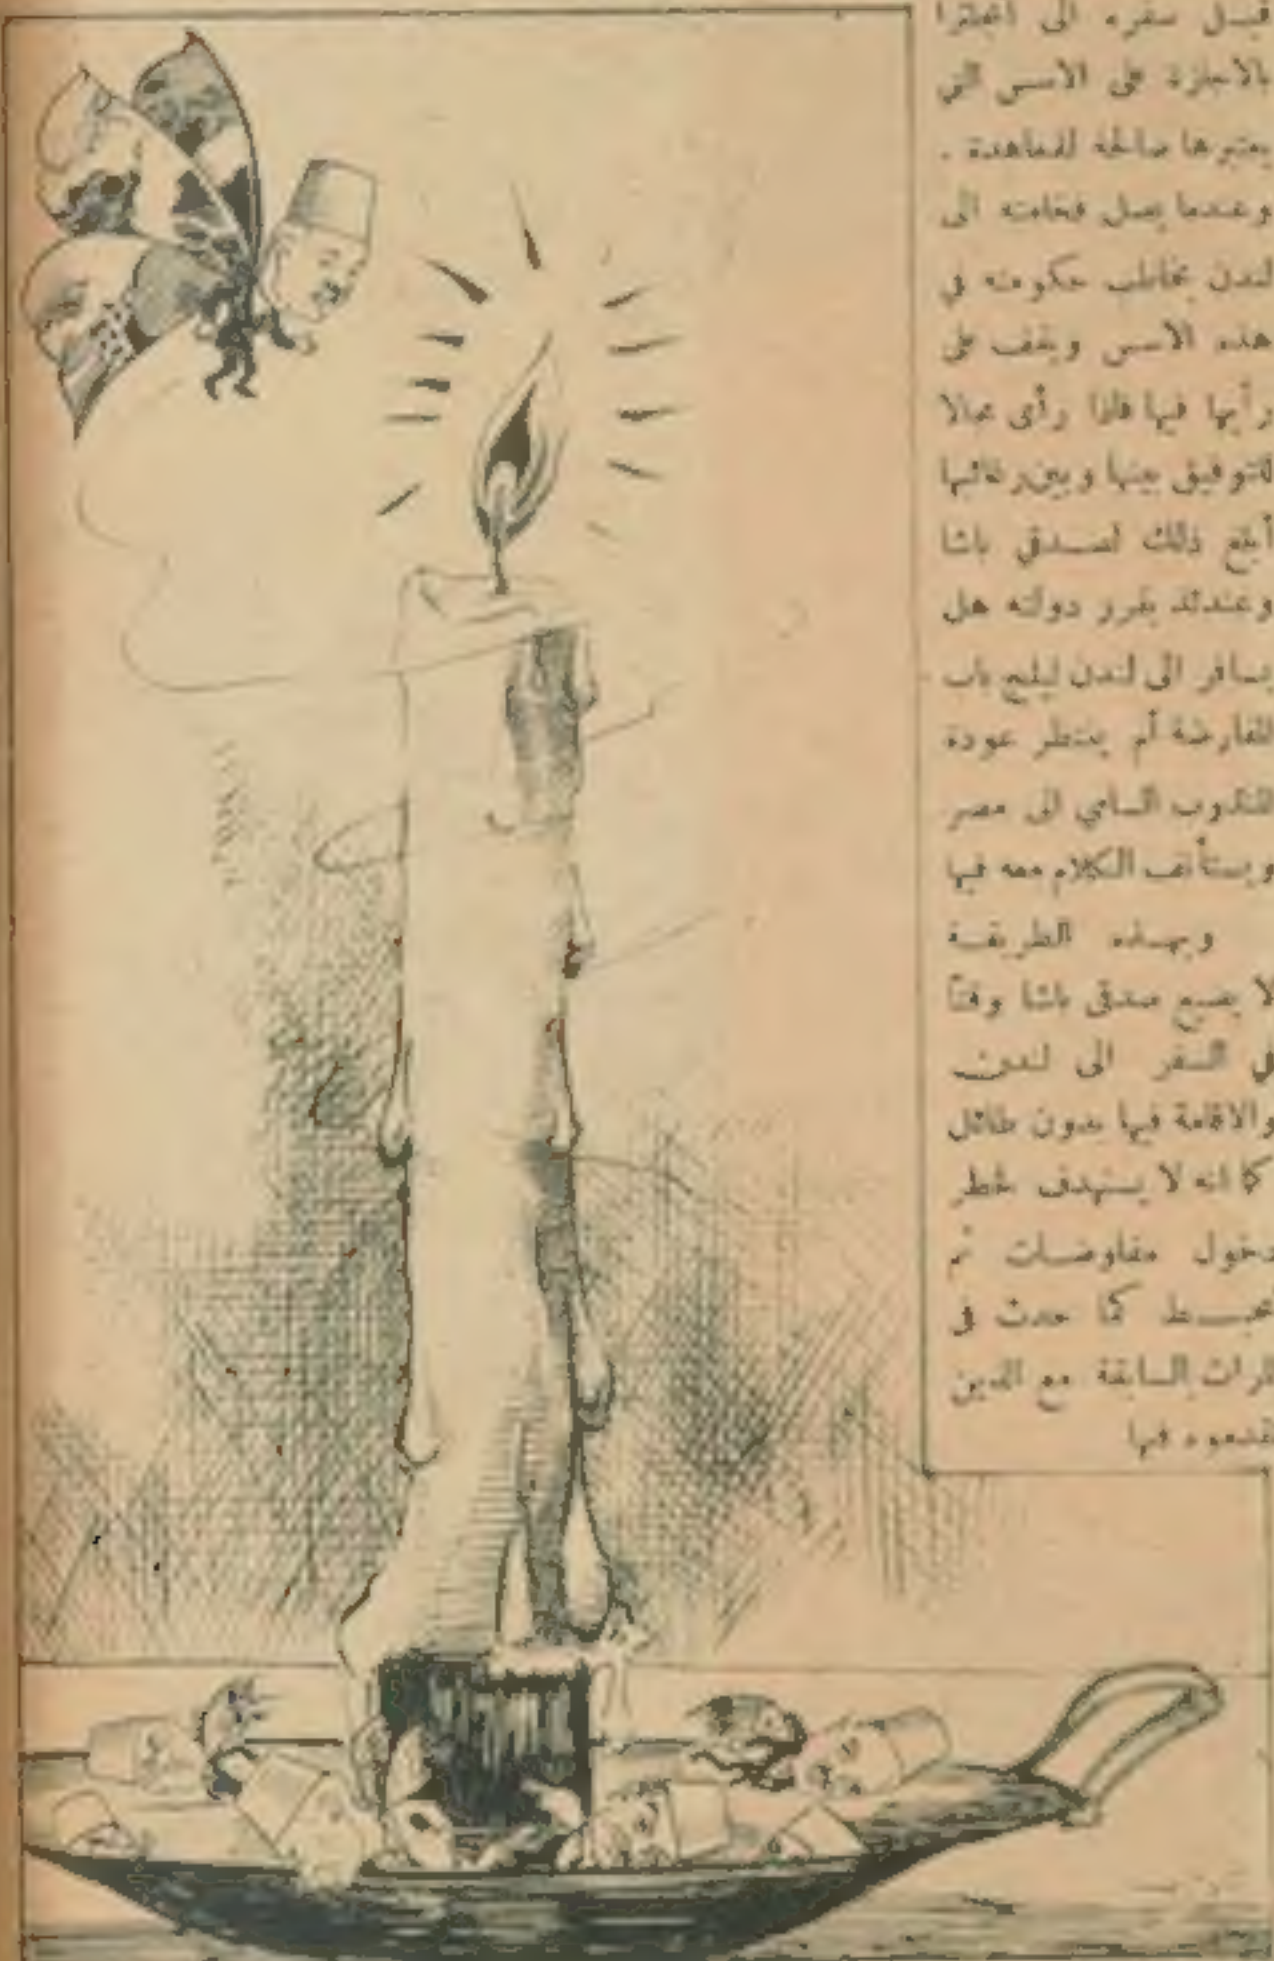 قبل سفره الى انجلترا
بالاجازة على الاسس التي
يعتبرها صالحة للمعاهدة .
وعندما يصل فخامته الى
لندن يخاطب حكومته في
هذه الاسس ويقف على
رأيها فيها فاذا رأى مجالا
للتوفيق بينها وبين رغائبها
أبلغ ذلك لصدقي باشا
وعندئذ يقرر دولته هل
يسافر الى لندن ليلج باب
المفاوضة أم ينتظر عودة
المندوب السامي الى مصر
ويستأنف الكلام معه فيها
وبهذه الطريقة
لا يضيع صدقي باشا وقتاً
في السفر الى لندن
والاقامة فيها بدون طائل
كما انه لا يستهدف لخطر
دخول مفاوضات ثم
تحبط كما حدث في
المرات السابقة مع الذين
تقدموه فيها